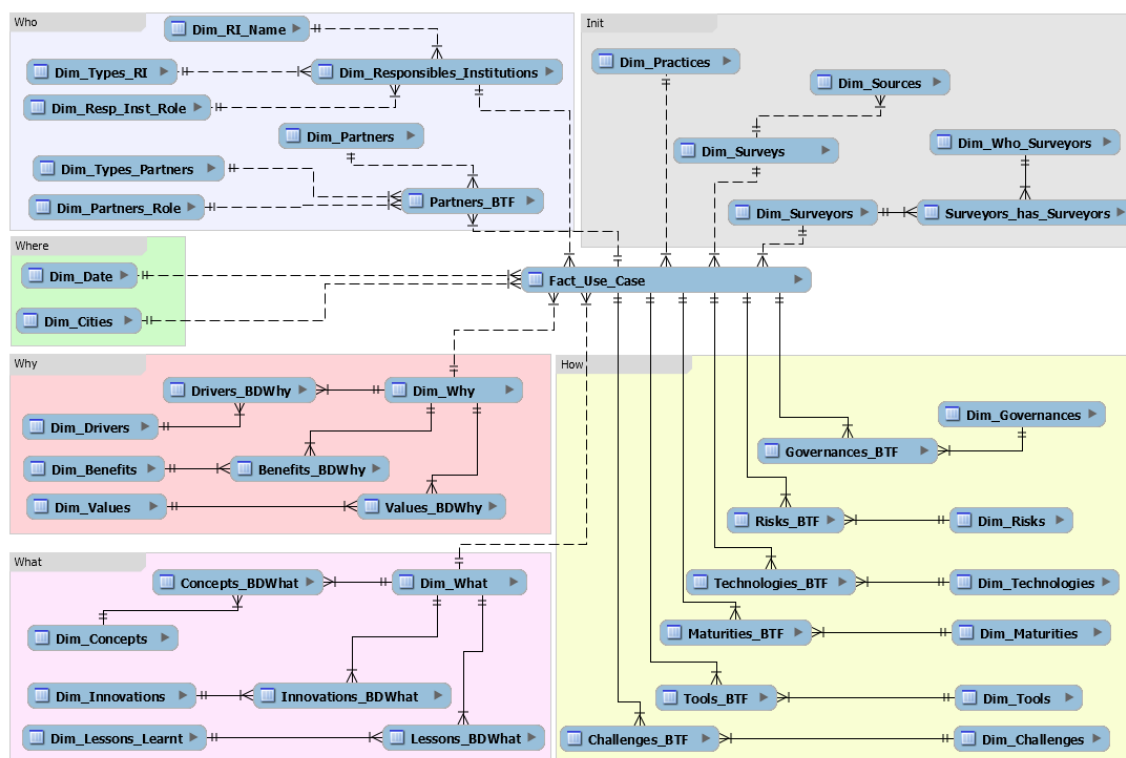 Who
Dim_RI_Name
Dim_Types_RI
Dim_Responsibles_Institutions
Dim_Resp_Inst_Role
Dim_Partners
Dim_Types_Partners
Dim_Partners_Role
Partners_BTF
Init
Dim_Practices
Dim_Sources
Dim_Surveys
Dim_Who_Surveyors
Dim_Surveyors
Surveyors_has_Surveyors
Where
Dim_Date
Dim_Cities
Fact_Use_Case
Why
Drivers_BDWhy
Dim_Why
Dim_Drivers
Dim_Benefits
Benefits_BDWhy
Dim_Values
Values_BDWhy
What
Concepts_BDWhat
Dim_What
Dim_Concepts
Dim_Innovations
Innovations_BDWhat
Dim_Lessons_Learnt
Lessons_BDWhat
How
Dim_Governances
Governances_BTF
Risks_BTF
Dim_Risks
Technologies_BTF
Dim_Technologies
Maturities_BTF
Dim_Maturities
Tools_BTF
Dim_Tools
Challenges_BTF
Dim_Challenges